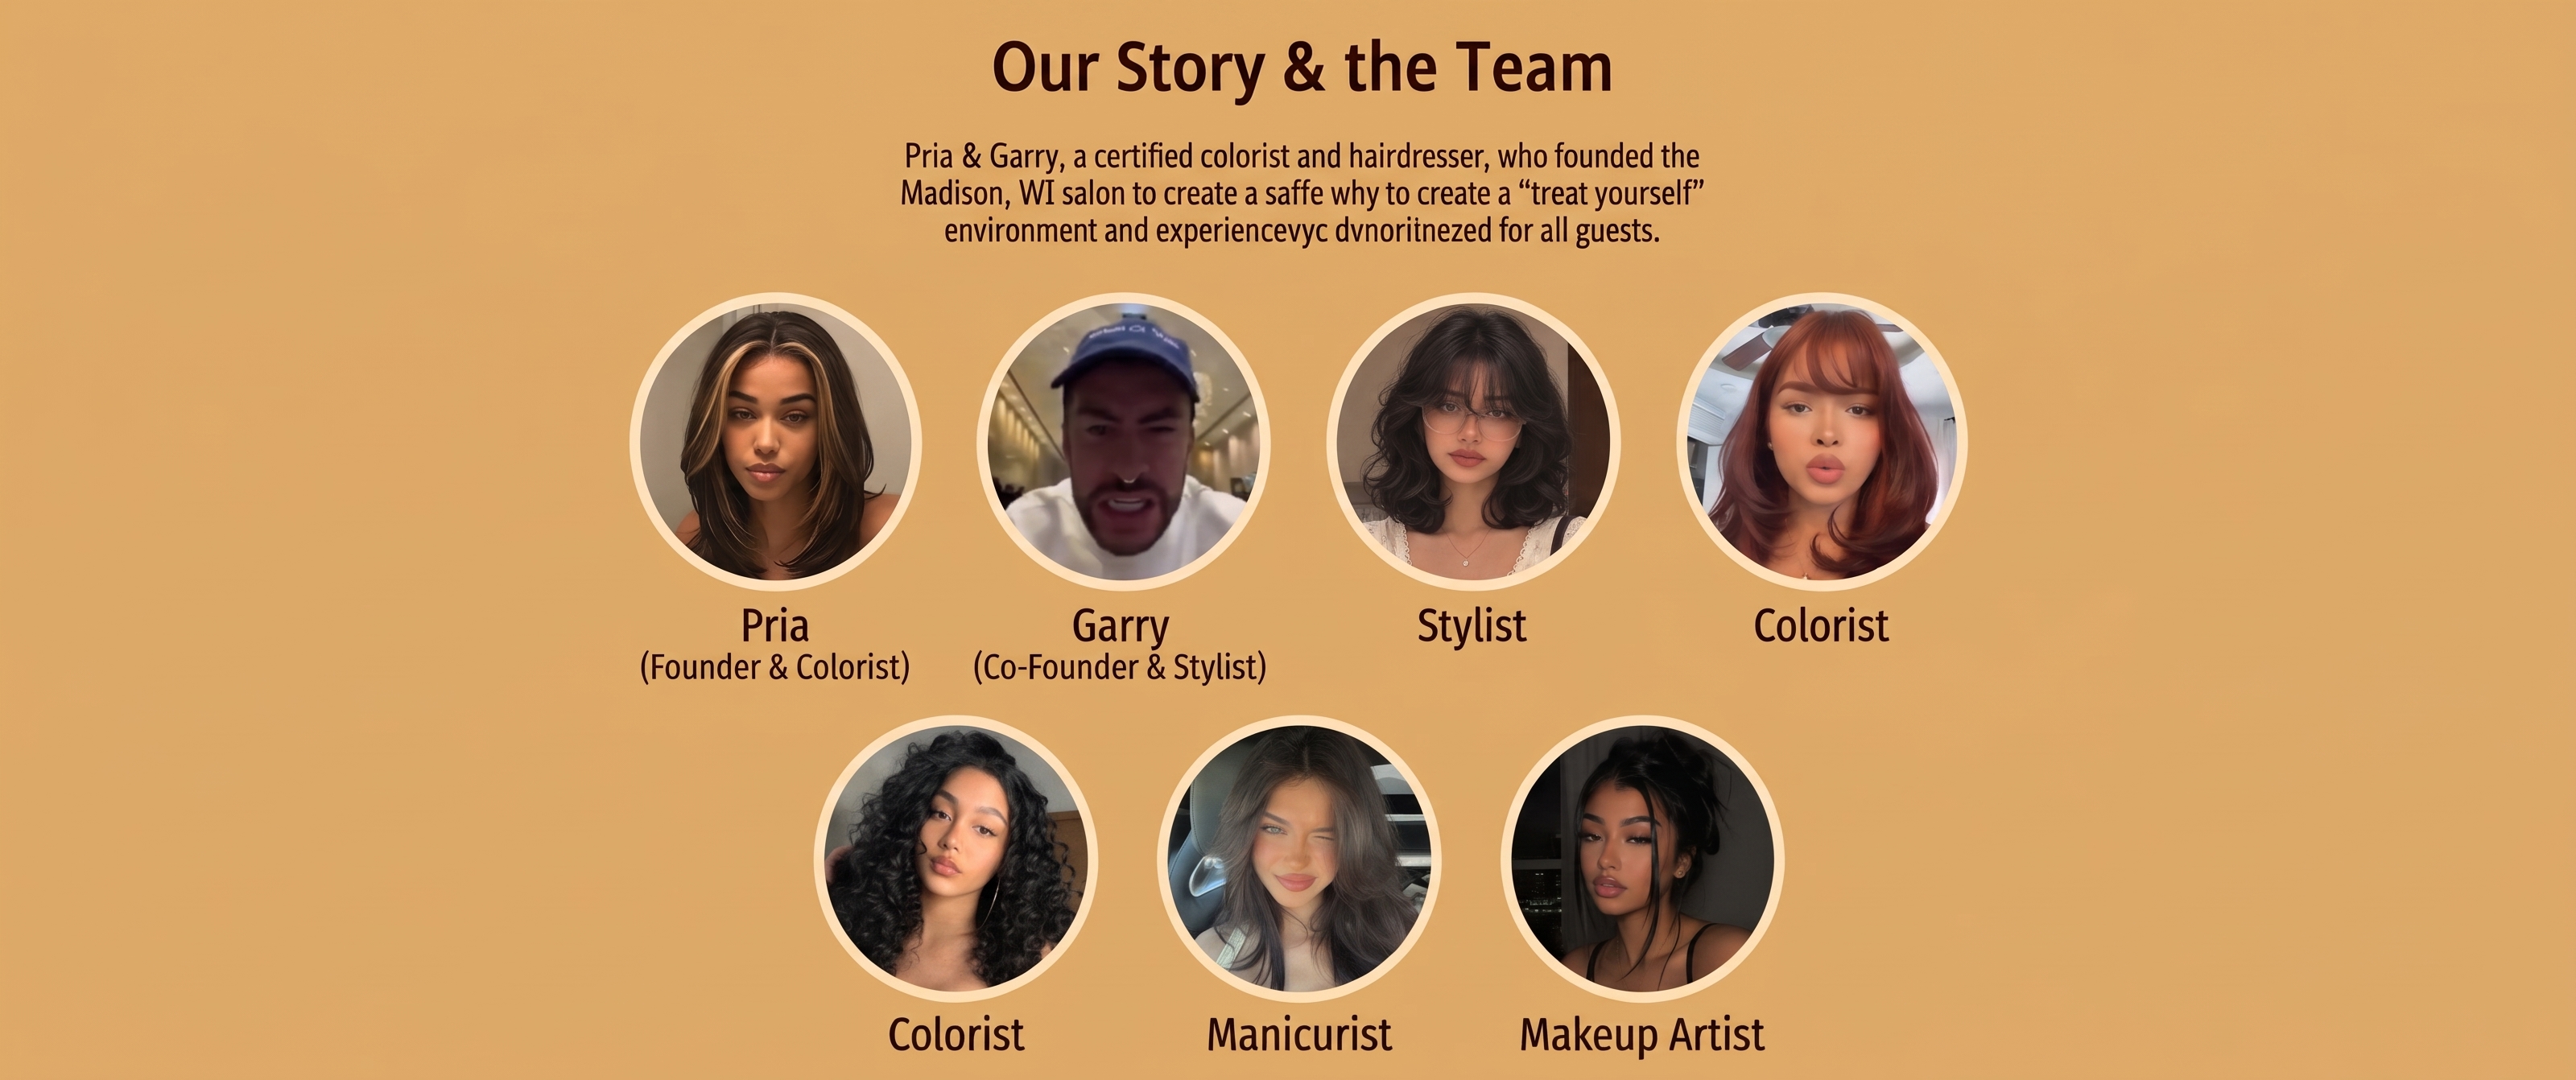 Our Story & the Team
Pria & Garry, a certified colorist and hairdresser, who founded the
Madison, WI salon to create a saffe why to create a “treat yourself”
environment and experiencevyc dvnoritnezed for all guests.
Pria
(Founder & Colorist)
Garry
(Co-Founder & Stylist)
Stylist
Colorist
Colorist
Manicurist
Makeup Artist